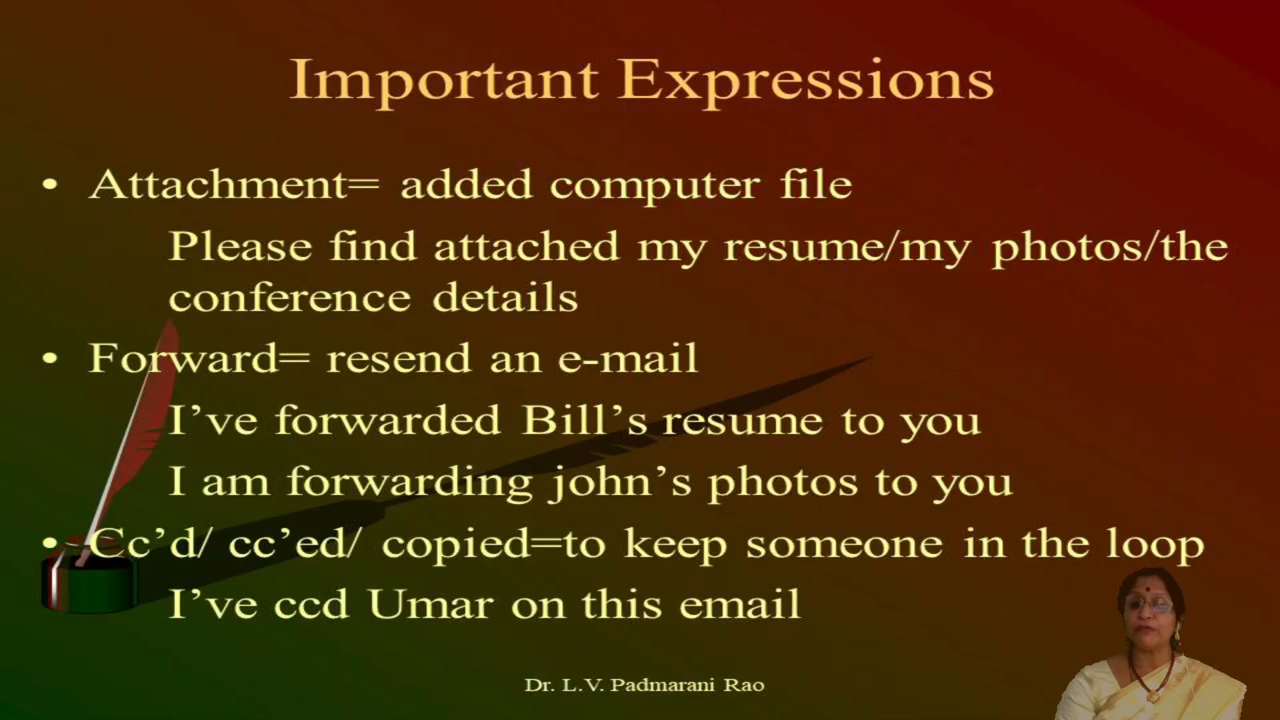 Important Expressions
• Attachment= added computer file
Please find attached my resume/my photos/the
conference details
• Forward= resend an e-mail
I've forwarded Bill's resume to you
I am forwarding john's photos to you
• Cc'd/ cc'ed/ copied=to keep someone in the loop
I've ccd Umar on this email
Dr. L.V. Padmarani Rao